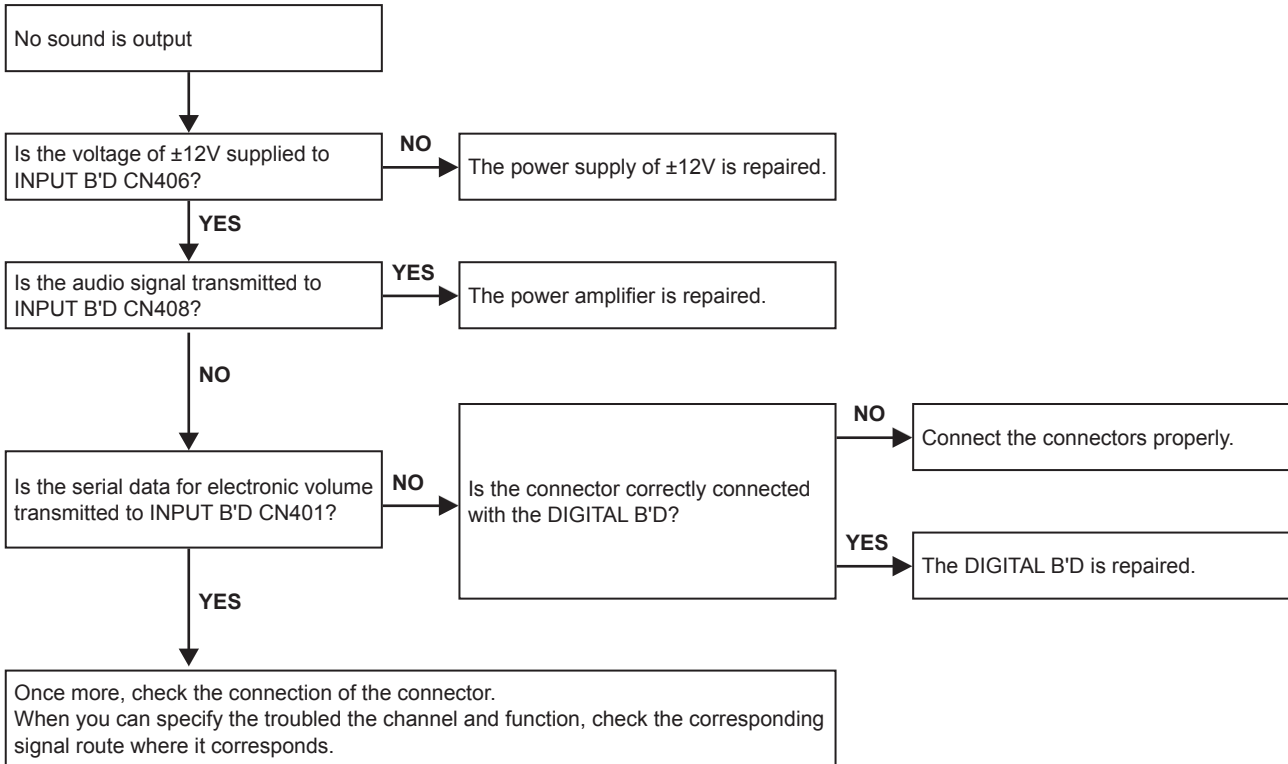 No sound is output
Is the voltage of ±12V supplied to
INPUT B'D CN406?
NO
The power supply of ±12V is repaired.
YES
Is the audio signal transmitted to
INPUT B'D CN408?
YES
The power amplifier is repaired.
NO
Is the serial data for electronic volume
transmitted to INPUT B'D CN401?
NO
Is the connector correctly connected
with the DIGITAL B'D?
NO
Connect the connectors properly.
YES
The DIGITAL B'D is repaired.
YES
Once more, check the connection of the connector.
When you can specify the troubled the channel and function, check the corresponding
signal route where it corresponds.